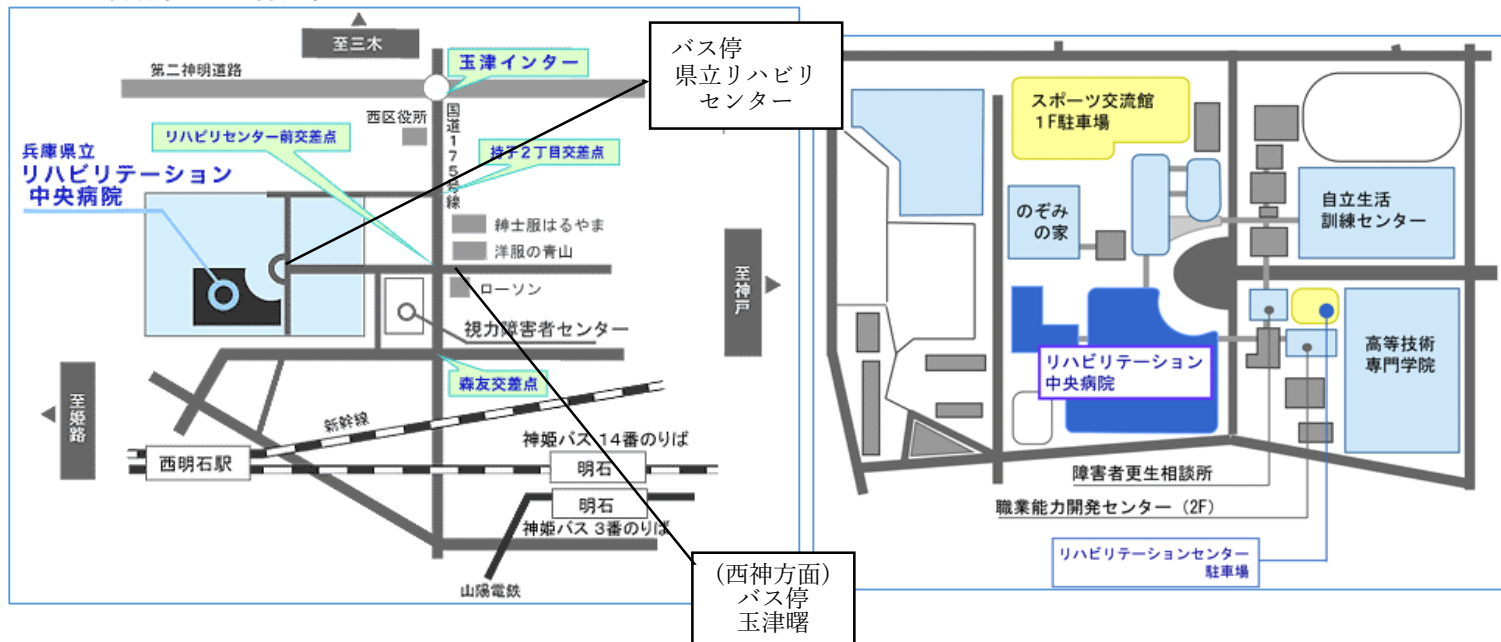 至三木
第二神明道路
玉津インター
西区役所
国道175号線
リハビリセンター前交差点
持子2丁目交差点
兵庫県立
リハビリテーション
中央病院
紳士服はるやま
洋服の青山
ローソン
視力障害者センター
森友交差点
至神戸
至姫路
新幹線
西明石駅
神姫バス 14番のりば
明石
明石
神姫バス 3番のりば
山陽電鉄
バス停
県立リハビリ
センター
(西神方面)
バス停
玉津曙
スポーツ交流館
1F駐車場
のぞみ
の家
自立生活
訓練センター
リハビリテーション
中央病院
高等技術
専門学院
障害者更生相談所
職業能力開発センター (2F)
リハビリテーションセンター
駐車場